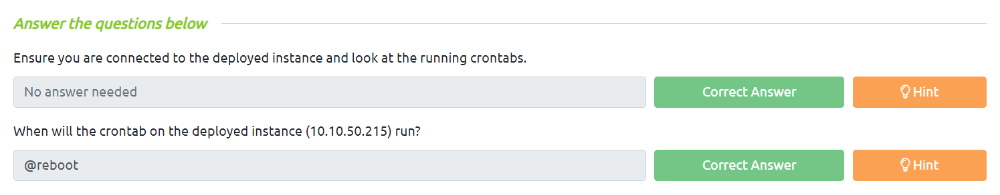 Answer the questions below
Ensure you are connected to the deployed instance and look at the running crontabs.
No answer needed
Correct Answer
Hint
When will the crontab on the deployed instance (10.10.50.215) run?
@reboot
Correct Answer
Hint